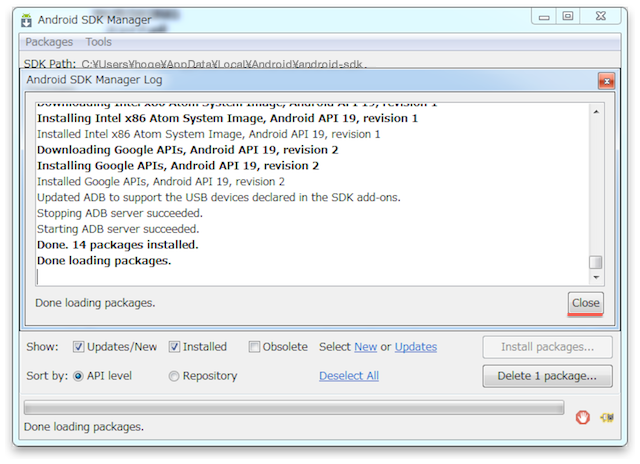 Android SDK Manager
Packages Tools
SDK Path: C:¥Users¥hoge¥AppData¥Local¥Android¥android-sdk
Android SDK Manager Log
Downloading Intel x86 Atom System Image, Android API 19, revision 1
Installing Intel x86 Atom System Image, Android API 19, revision 1
Installed Intel x86 Atom System Image, Android API 19, revision 1
Downloading Google APIs, Android API 19, revision 2
Installing Google APIs, Android API 19, revision 2
Installed Google APIs, Android API 19, revision 2
Updated ADB to support the USB devices declared in the SDK add-ons.
Stopping ADB server succeeded.
Starting ADB server succeeded.
Done. 14 packages installed.
Done loading packages.
Done loading packages.
Close
Show: Updates/New Installed Obsolete Select New or Updates Install packages...
Sort by: API level Repository Deselect All Delete 1 package...
Done loading packages.